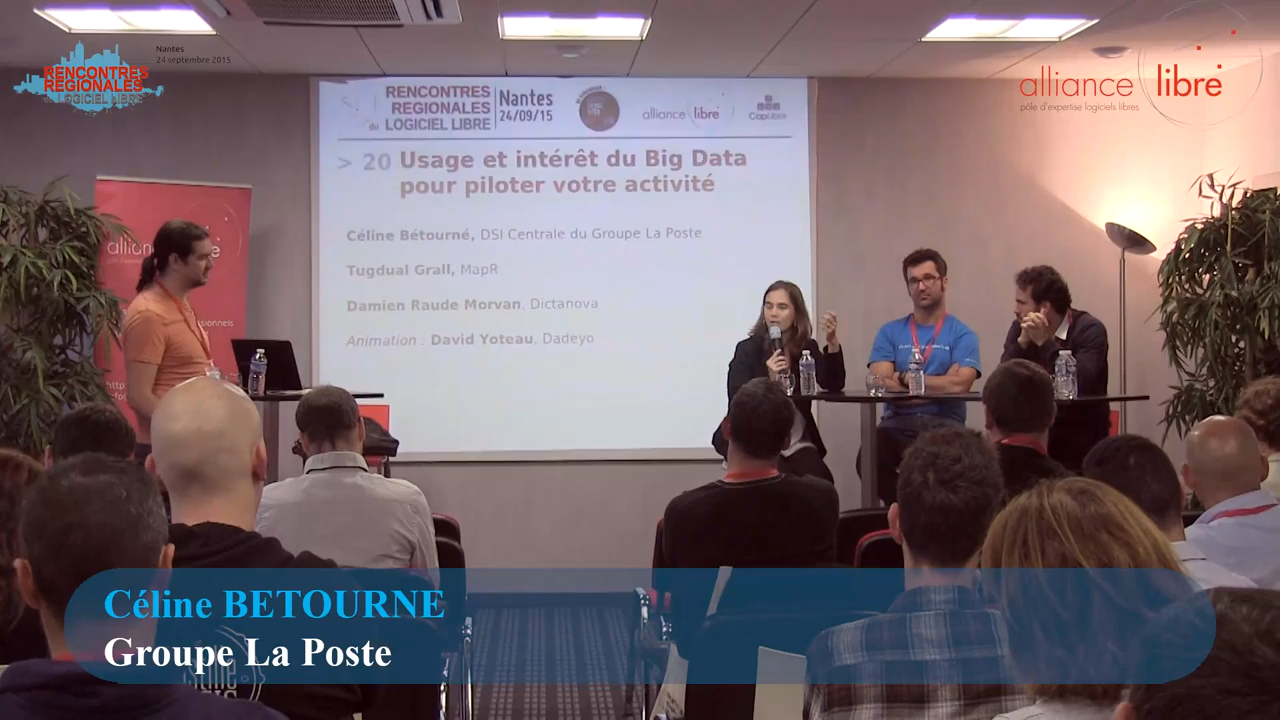 Nantes
24 septembre 2015
RENCONTRES
REGIONALES
du LOGICIEL LIBRE
alliance libre
pôle d'expertise logiciels libres
RENCONTRES
REGIONALES
du LOGICIEL LIBRE
Nantes
24/09/15
alliance libre
> 20 Usage et intérêt du Big Data
pour piloter votre activité
Céline Bétourné, DSI Centrale du Groupe La Poste
Tugdual Grall, MapR
Damien Raude Morvan, Dictanova
Animation : David Yoteau, Dadeyo
Céline BETOURNE
Groupe La Poste